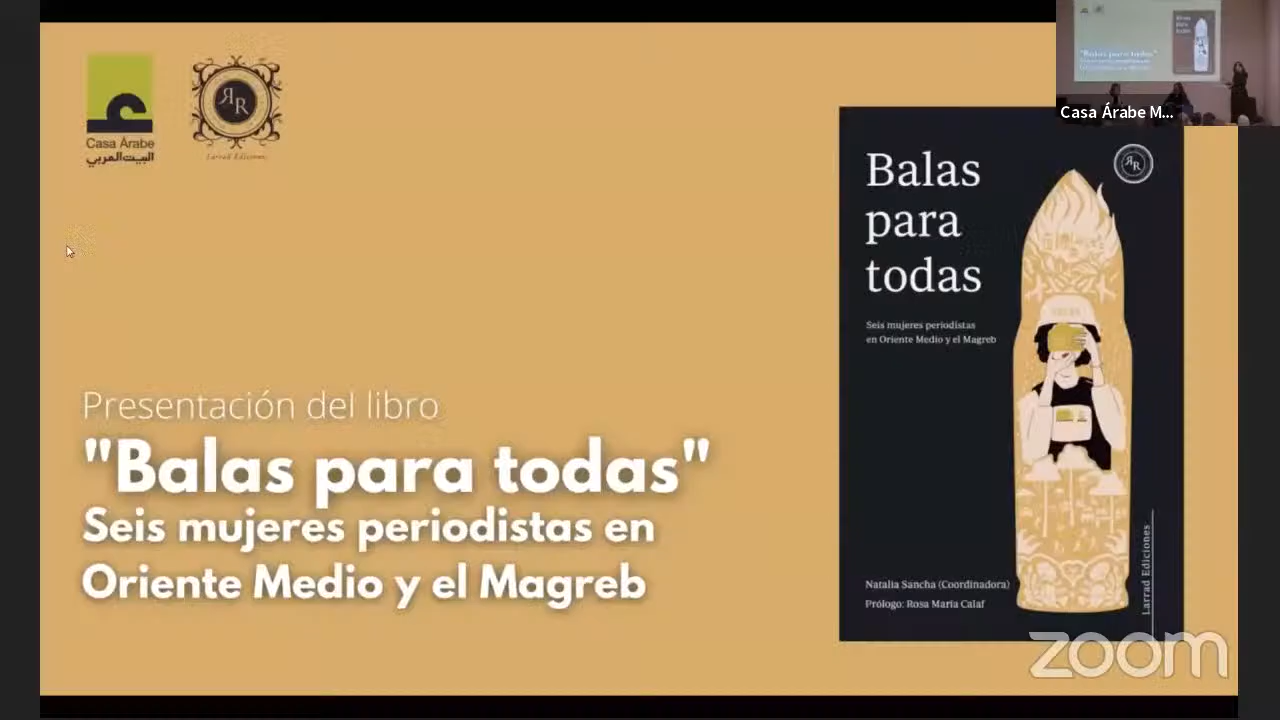 Casa Árabe
البيت العربي
RR
Larrad Ediciones
Casa Árabe M...
Balas
para
todas
Seis mujeres periodistas
en Oriente Medio y el Magreb
Natalia Sancha (Coordinadora)
Prólogo: Rosa María Calaf
Larrad Ediciones
Presentación del libro
"Balas para todas"
Seis mujeres periodistas en
Oriente Medio y el Magreb
zoom